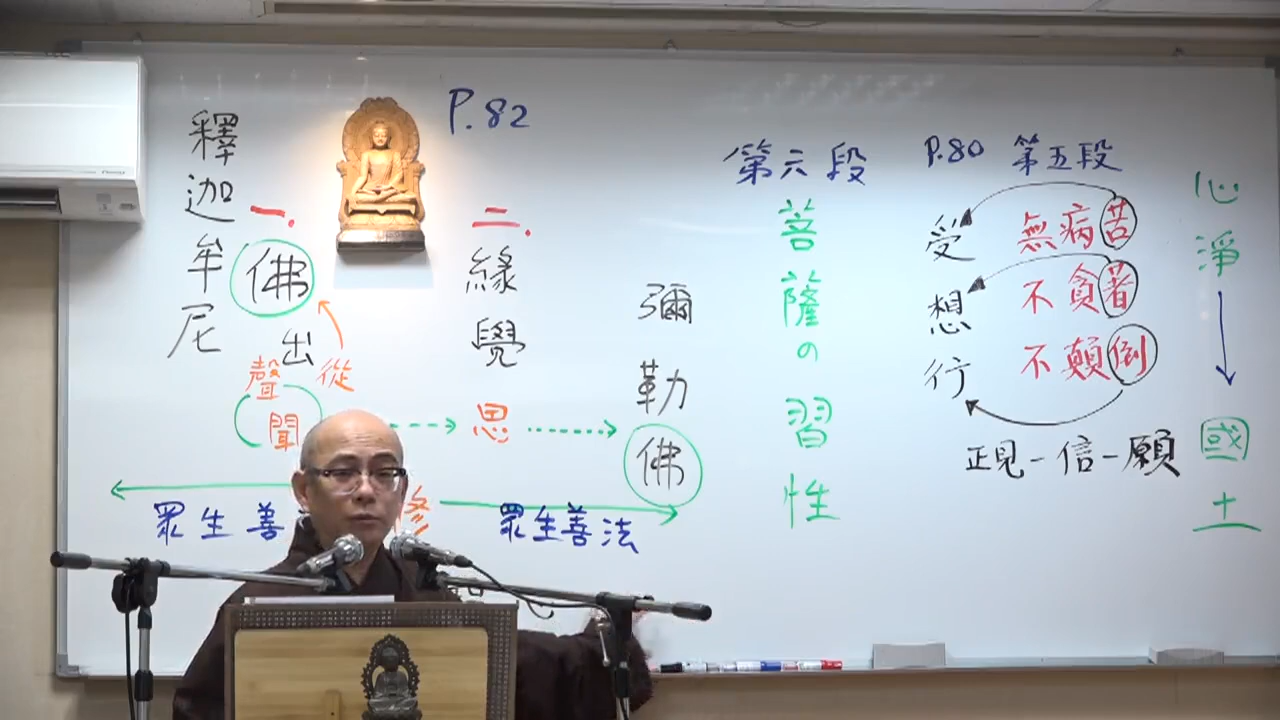 P.82
釋迦牟尼
一.
佛
出
從
聲聞
二.
緣覺
思
彌勒
佛
眾生善
修
眾生善法
第六段
菩薩の習性
P.80 第五段
受 無病苦
想 不貪著
行 不顛倒
正見-信-願
心淨
國土